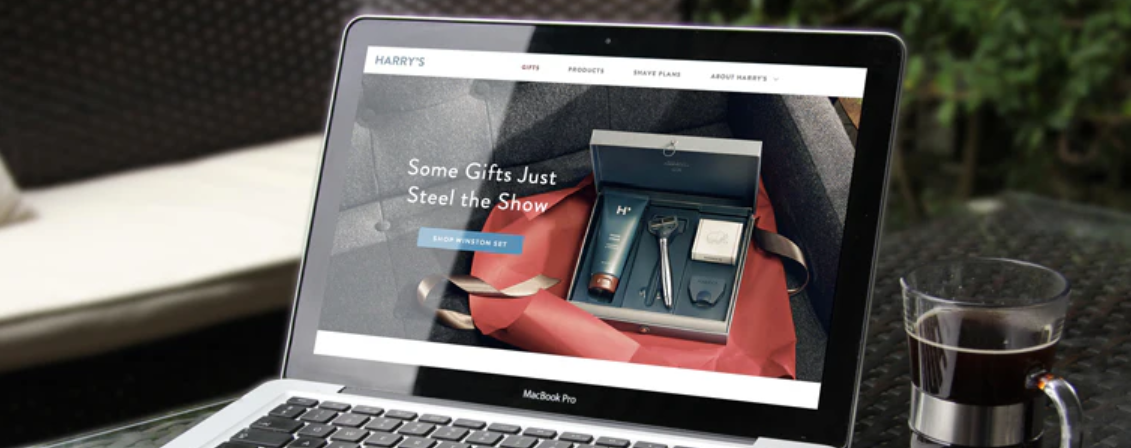 HARRY'S
GIFTS
PRODUCTS
SHAVE PLANS
ABOUT HARRY'S
Some Gifts Just
Steel the Show
SHOP WINSTON SET
H'
MacBook Pro